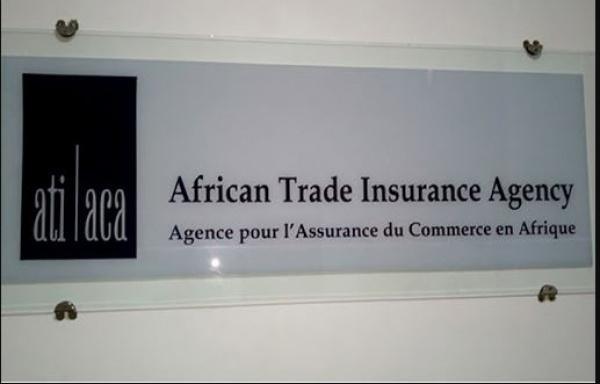 ati|aca
African Trade Insurance Agency
Agence pour l'Assurance du Commerce en Afrique